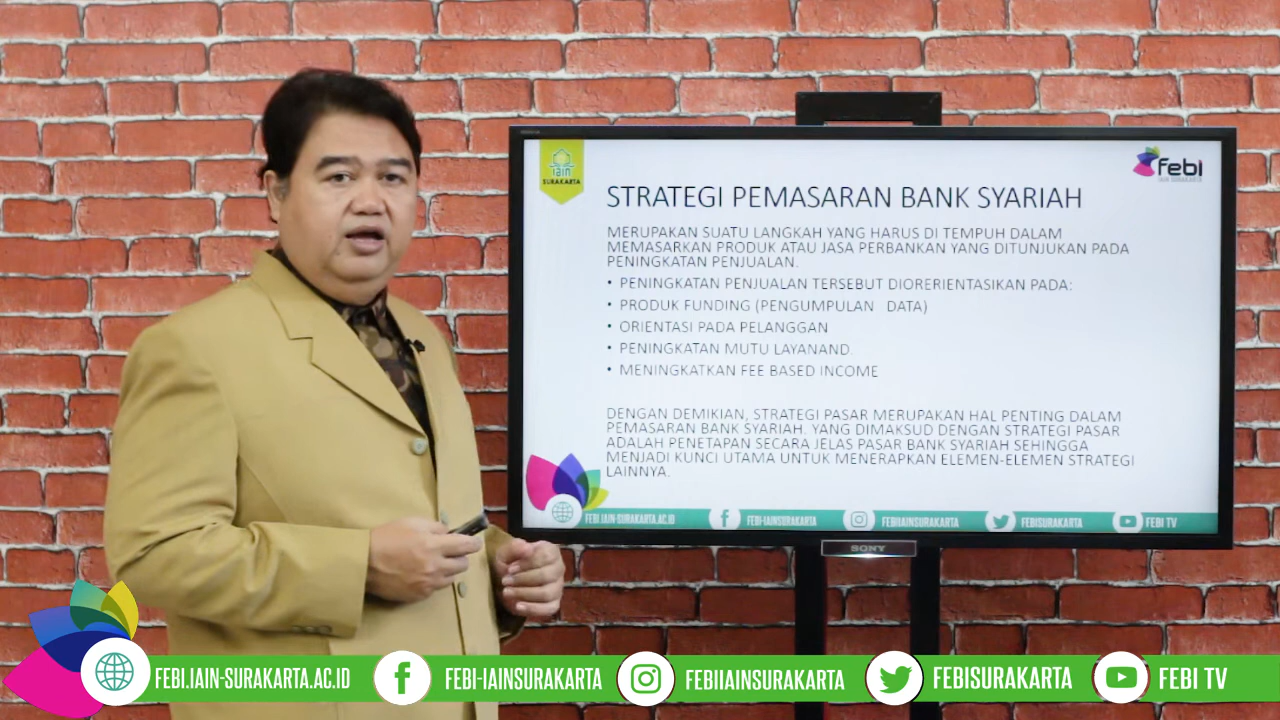 iain
SURAKARTA
febi
IAIN SURAKARTA
STRATEGI PEMASARAN BANK SYARIAH
MERUPAKAN SUATU LANGKAH YANG HARUS DI TEMPUH DALAM
MEMASARKAN PRODUK ATAU JASA PERBANKAN YANG DITUNJUKAN PADA
PENINGKATAN PENJUALAN.
• PENINGKATAN PENJUALAN TERSEBUT DIORERIENTASIKAN PADA:
• PRODUK FUNDING (PENGUMPULAN DATA)
• ORIENTASI PADA PELANGGAN
• PENINGKATAN MUTU LAYANAND.
• MENINGKATKAN FEE BASED INCOME
DENGAN DEMIKIAN, STRATEGI PASAR MERUPAKAN HAL PENTING DALAM
PEMASARAN BANK SYARIAH. YANG DIMAKSUD DENGAN STRATEGI PASAR
ADALAH PENETAPAN SECARA JELAS PASAR BANK SYARIAH SEHINGGA
MENJADI KUNCI UTAMA UNTUK MENERAPKAN ELEMEN-ELEMEN STRATEGI
LAINNYA.
FEBI.IAIN-SURAKARTA.AC.ID FEBI-IAINSURAKARTA FEBIIAINSURAKARTA FEBISURAKARTA FEBI TV
SONY
FEBI.IAIN-SURAKARTA.AC.ID FEBI-IAINSURAKARTA FEBIIAINSURAKARTA FEBISURAKARTA FEBI TV